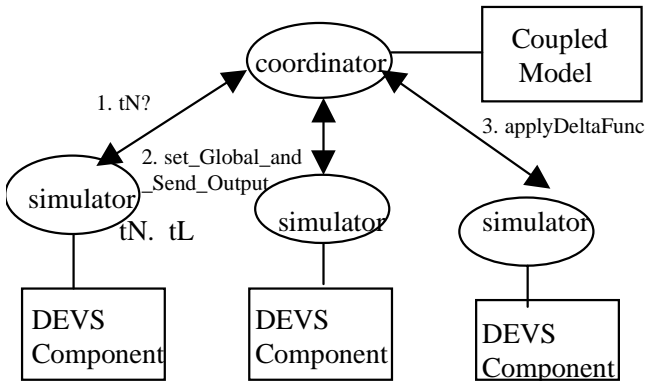 Coupled
Model
coordinator
1. tN?
3. applyDeltaFunc
2. set_Global_and
_Send_Output
simulator
tN. tL
simulator
simulator
DEVS
Component
DEVS
Component
DEVS
Component